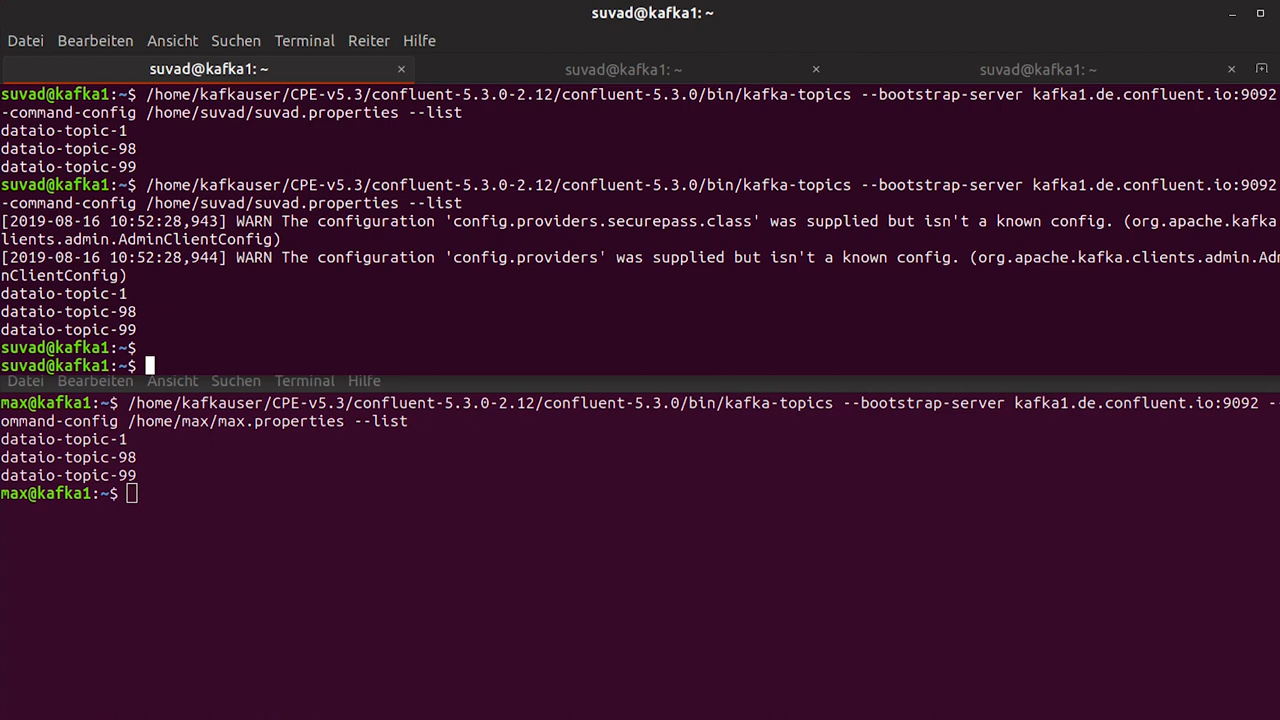 suvad@kafka1: ~
Datei Bearbeiten Ansicht Suchen Terminal Reiter Hilfe
suvad@kafka1: ~ suvad@kafka1: ~ suvad@kafka1: ~
suvad@kafka1:~$ /home/kafkauser/CPE-v5.3/confluent-5.3.0-2.12/confluent-5.3.0/bin/kafka-topics --bootstrap-server kafka1.de.confluent.io:9092
-command-config /home/suvad/suvad.properties --list
dataio-topic-1
dataio-topic-98
dataio-topic-99
suvad@kafka1:~$ /home/kafkauser/CPE-v5.3/confluent-5.3.0-2.12/confluent-5.3.0/bin/kafka-topics --bootstrap-server kafka1.de.confluent.io:9092
-command-config /home/suvad/suvad.properties --list
[2019-08-16 10:52:28,943] WARN The configuration 'config.providers.securepass.class' was supplied but isn't a known config. (org.apache.kafka
lients.admin.AdminClientConfig)
[2019-08-16 10:52:28,944] WARN The configuration 'config.providers' was supplied but isn't a known config. (org.apache.kafka.clients.admin.Adm
nClientConfig)
dataio-topic-1
dataio-topic-98
dataio-topic-99
suvad@kafka1:~$
suvad@kafka1:~$
Datei Bearbeiten Ansicht Suchen Terminal Hilfe
max@kafka1:~$ /home/kafkauser/CPE-v5.3/confluent-5.3.0-2.12/confluent-5.3.0/bin/kafka-topics --bootstrap-server kafka1.de.confluent.io:9092 --
ommand-config /home/max/max.properties --list
dataio-topic-1
dataio-topic-98
dataio-topic-99
max@kafka1:~$